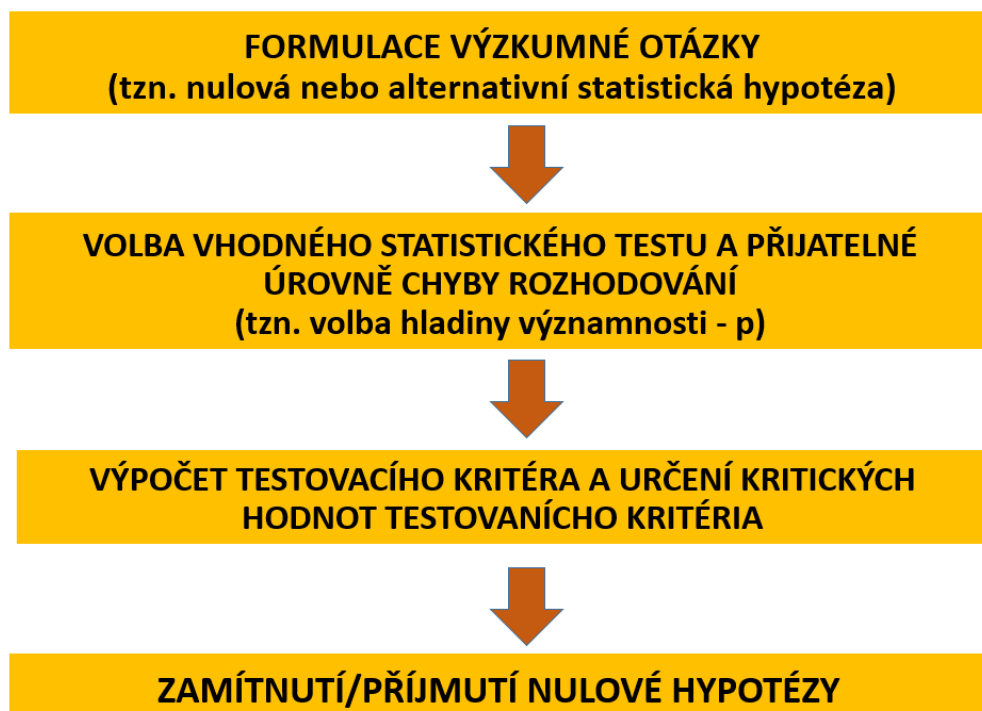 FORMULACE VÝZKUMNÉ OTÁZKY
(tzn. nulová nebo alternativní statistická hypotéza)
VOLBA VHODNÉHO STATISTICKÉHO TESTU A PŘIJATELNÉ
ÚROVNĚ CHYBY ROZHODOVÁNÍ
(tzn. volba hladiny významnosti - p)
VÝPOČET TESTOVACÍHO KRITÉRA A URČENÍ KRITICKÝCH
HODNOT TESTOVANÍCHO KRITÉRIA
ZAMÍTNUTÍ/PŘÍJMUTÍ NULOVÉ HYPOTÉZY